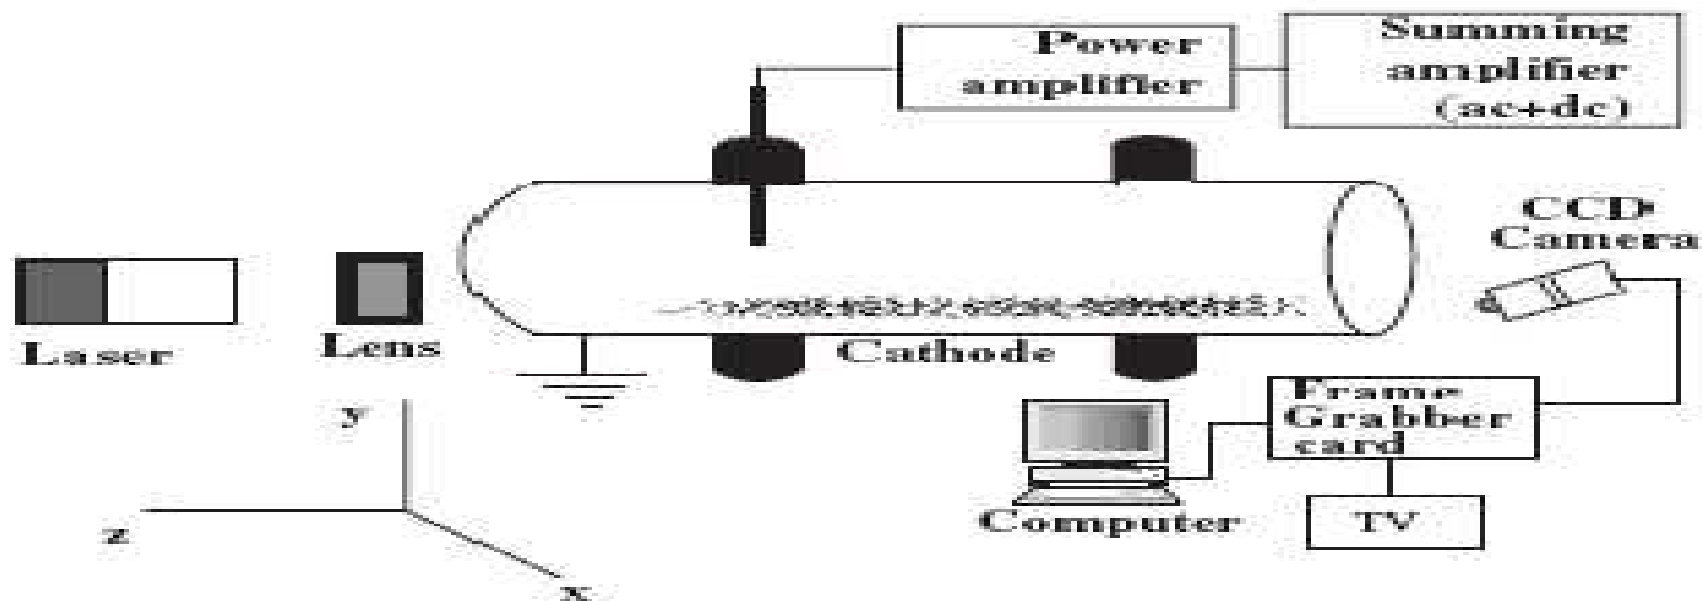 Power
amplifier
Summing
amplifier
(ac+dc)
CCD
Camera
Laser
Lens
Cathode
y
z
x
Frame
Grabber
card
Computer
TV